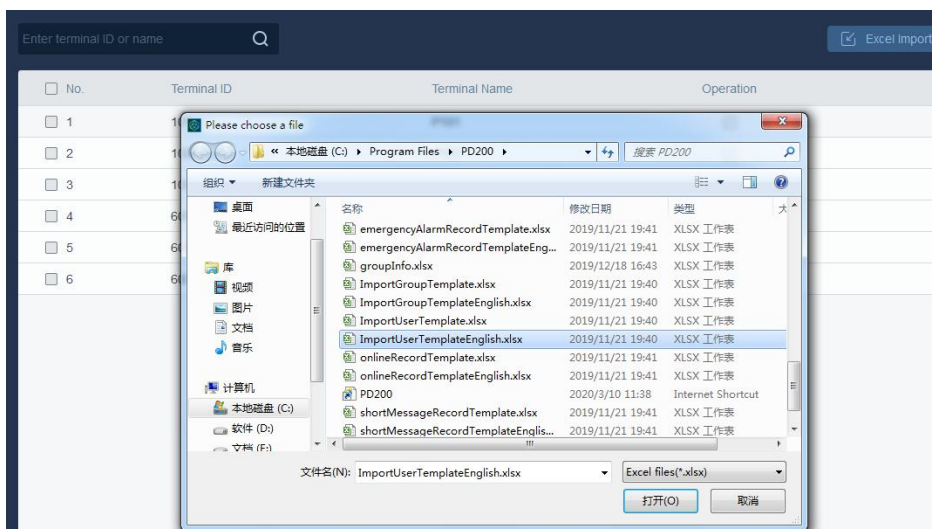 Enter terminal ID or name
Excel Import
No. Terminal ID Terminal Name Operation
1
2
3
4
5
6
Please choose a file
« 本地磁盘 (C:) Program Files PD200
搜索 PD200
组织 新建文件夹
桌面
最近访问的位置
库
视频
图片
文档
音乐
计算机
本地磁盘 (C:)
软件 (D:)
文档 (E:)
名称 修改日期 类型 大
emergencyAlarmRecordTemplate.xlsx 2019/11/21 19:41 XLSX 工作表
emergencyAlarmRecordTemplateEng... 2019/11/21 19:41 XLSX 工作表
groupInfo.xlsx 2019/12/18 16:43 XLSX 工作表
ImportGroupTemplate.xlsx 2019/11/21 19:40 XLSX 工作表
ImportGroupTemplateEnglish.xlsx 2019/11/21 19:40 XLSX 工作表
ImportUserTemplate.xlsx 2019/11/21 19:40 XLSX 工作表
ImportUserTemplateEnglish.xlsx 2019/11/21 19:40 XLSX 工作表
onlineRecordTemplate.xlsx 2019/11/21 19:41 XLSX 工作表
onlineRecordTemplateEnglish.xlsx 2019/11/21 19:41 XLSX 工作表
PD200 2020/3/10 11:38 Internet Shortcut
shortMessageRecordTemplate.xlsx 2019/11/21 19:41 XLSX 工作表
shortMessageRecordTemplateEnglis... 2019/11/21 19:41 XLSX 工作表
文件名(N): ImportUserTemplateEnglish.xlsx Excel files(*.xlsx)
打开(O) 取消